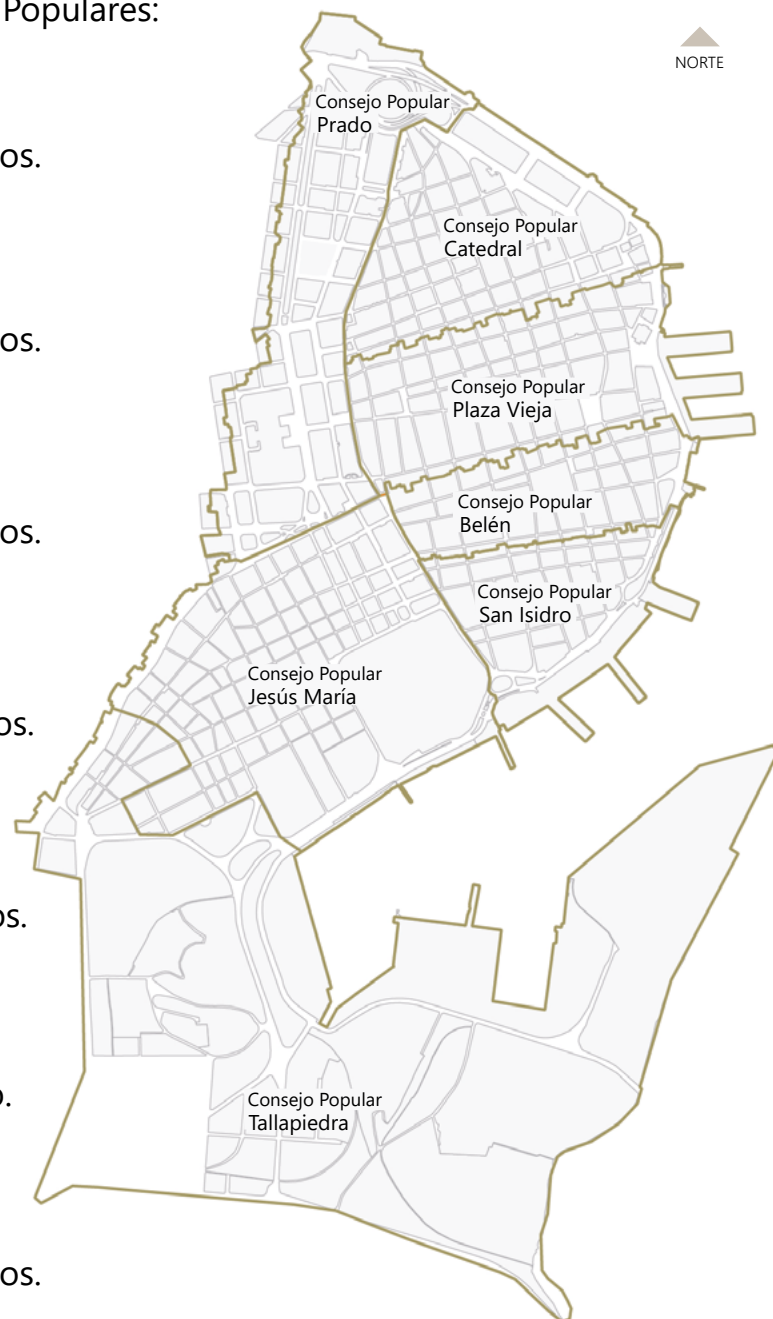 Populares:
NORTE
Consejo Popular
Prado
os.
Consejo Popular
Catedral
os.
Consejo Popular
Plaza Vieja
Consejo Popular
Belén
os.
Consejo Popular
San Isidro
Consejo Popular
Jesús María
os.
os.
o.
Consejo Popular
Tallapiedra
os.